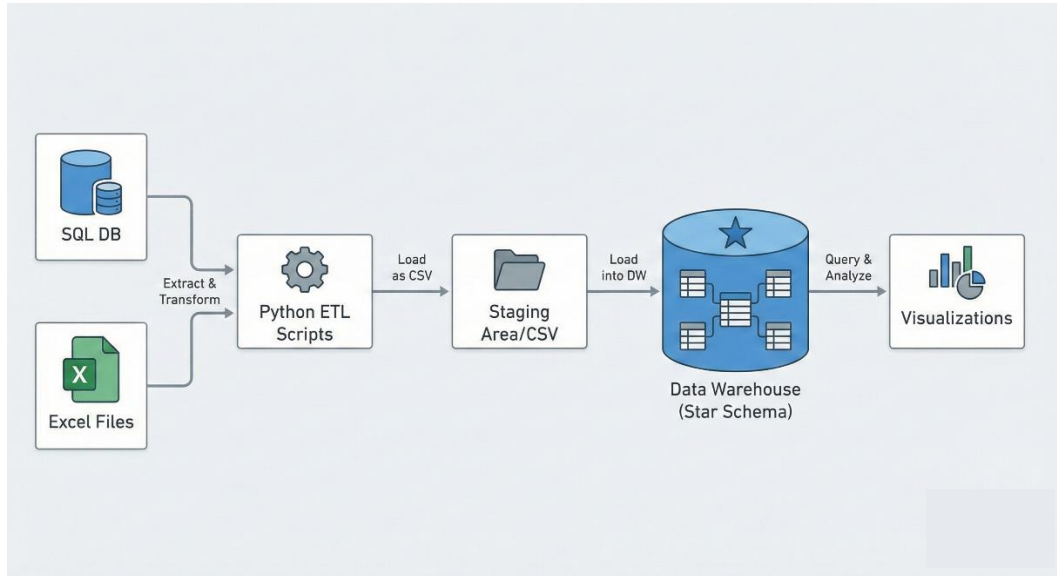 SQL DB
Excel Files
X
Extract &
Transform
Python ETL
Scripts
Load
as CSV
Staging
Area/CSV
Load
into DW
Data Warehouse
(Star Schema)
Query &
Analyze
Visualizations